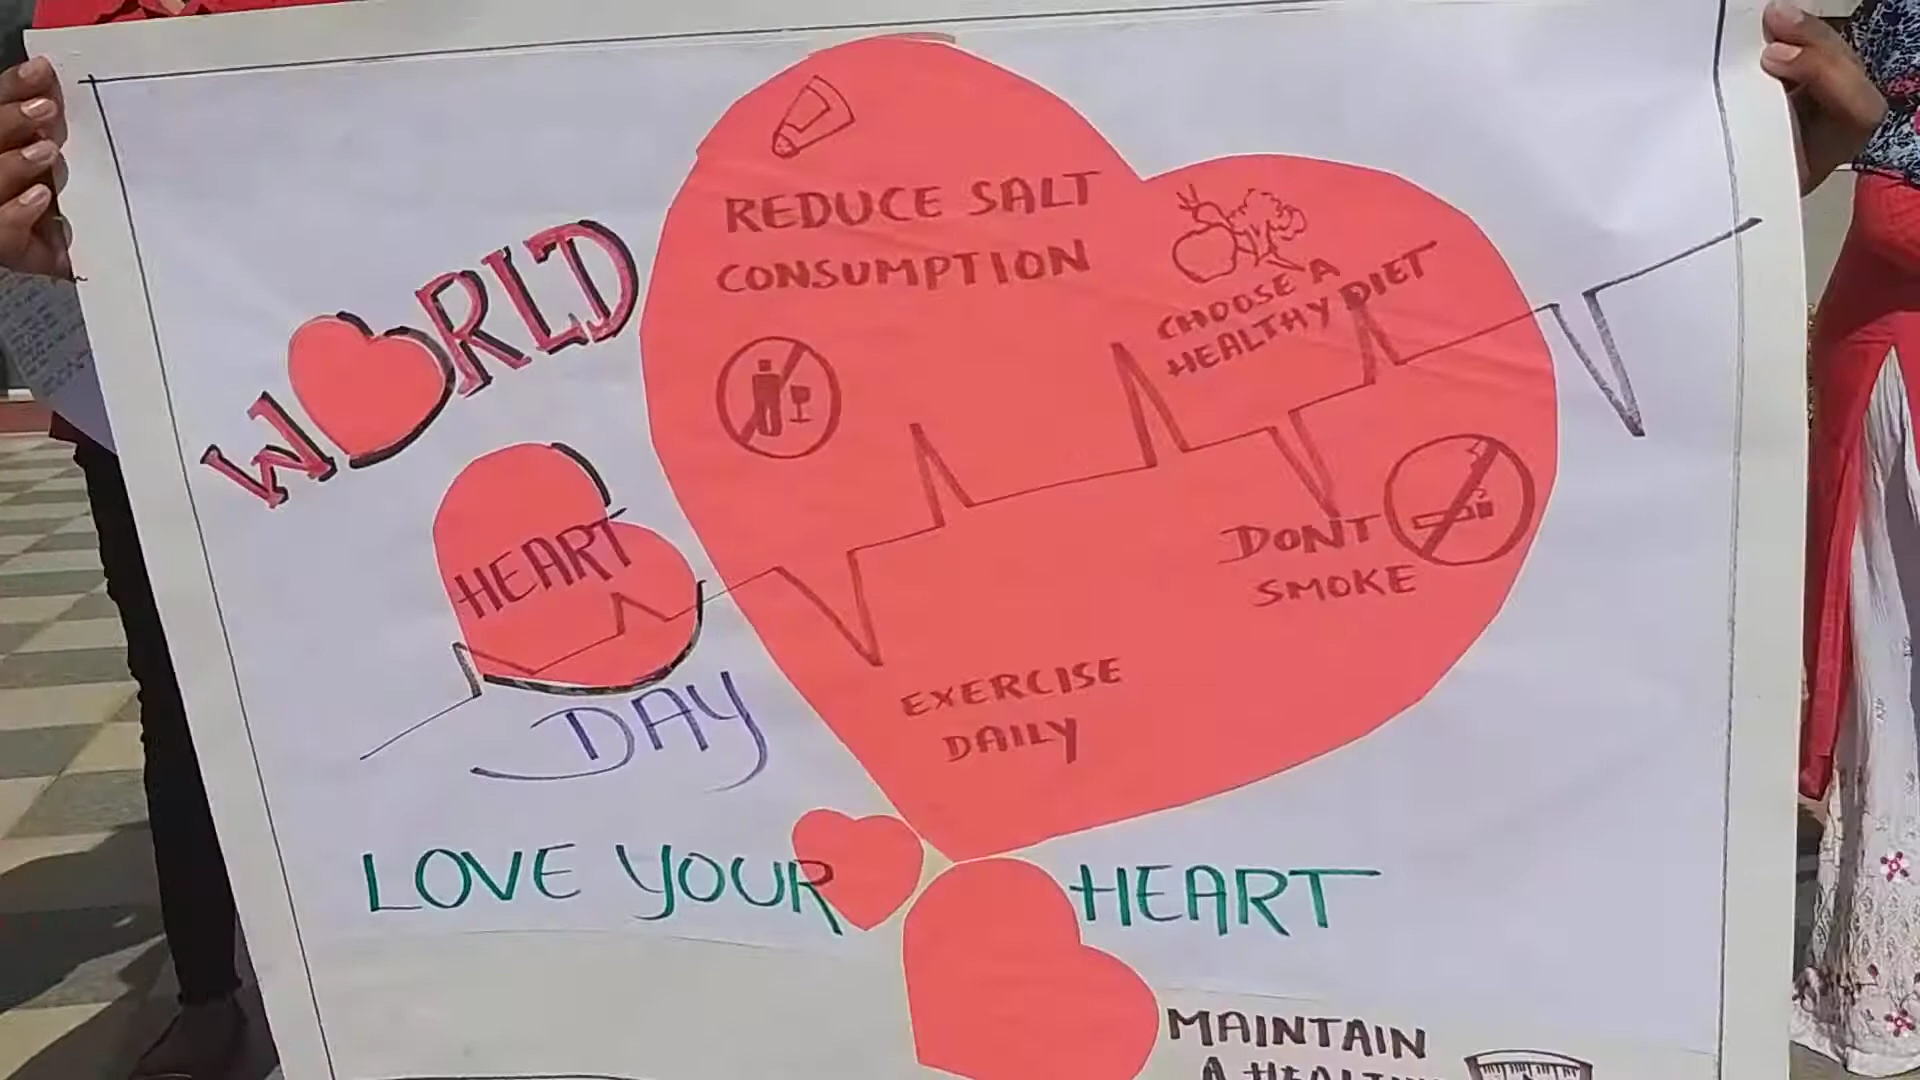 WORLD
HEART
DAY
REDUCE SALT
CONSUMPTION
CHOOSE A
HEALTHY DIET
DONT
SMOKE
EXERCISE
DAILY
LOVE YOUR HEART
MAINTAIN